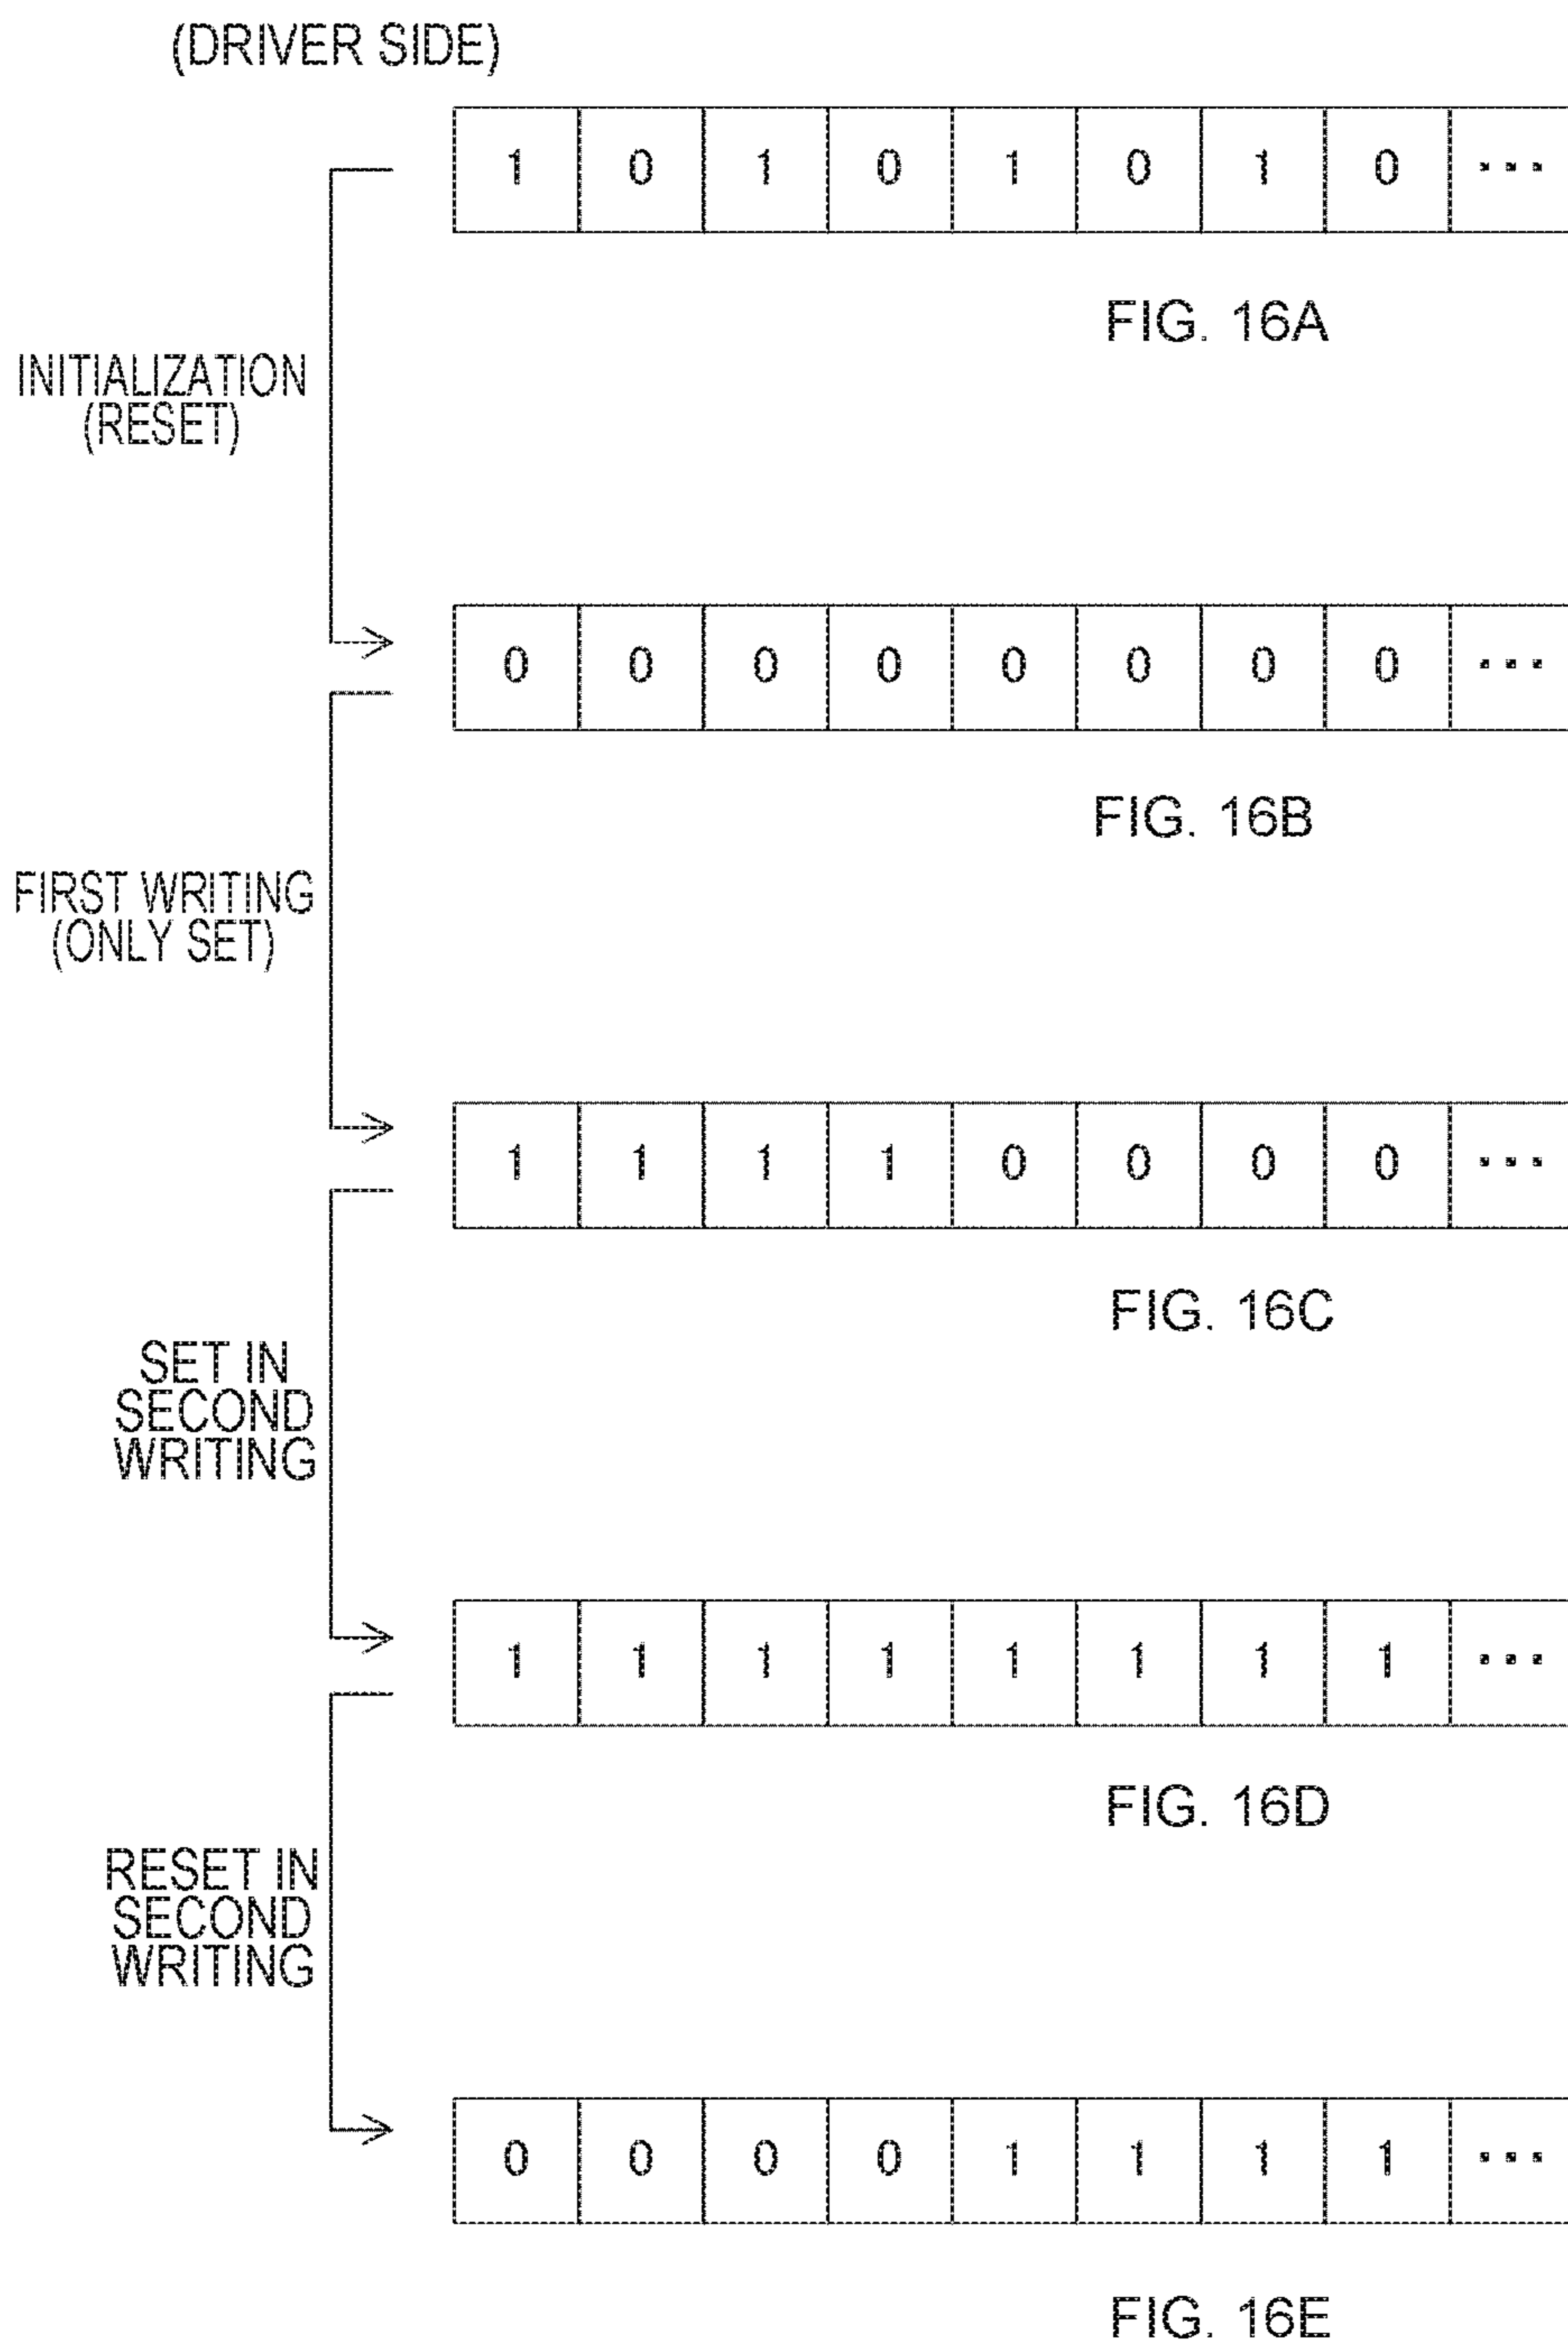 (DRIVER SIDE)
1 0 1 0 1 0 1 0 ...
FIG. 16A
INITIALIZATION
(RESET)
0 0 0 0 0 0 0 0 ...
FIG. 16B
FIRST WRITING
(ONLY SET)
1 1 1 1 0 0 0 0 ...
FIG. 16C
SET IN
SECOND
WRITING
1 1 1 1 1 1 1 1 ...
FIG. 16D
RESET IN
SECOND
WRITING
0 0 0 0 1 1 1 1 ...
FIG. 16E